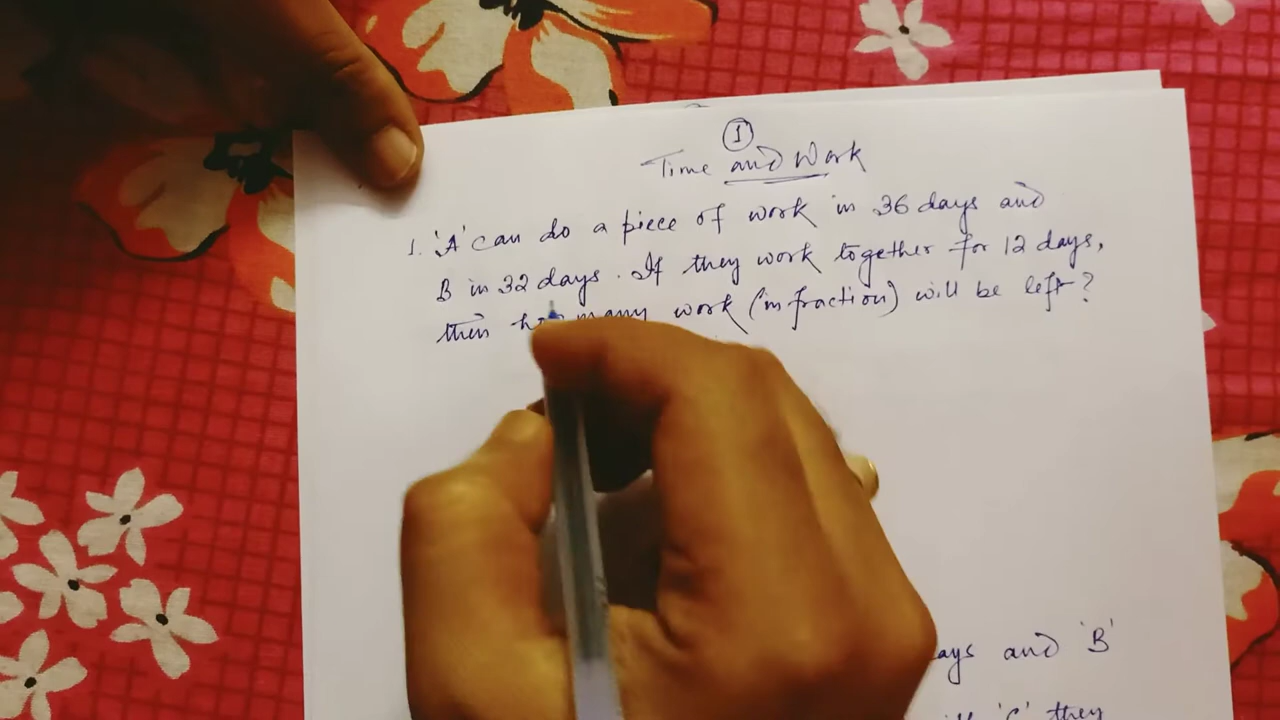 1
Time and Work
1. 'A' can do a piece of work in 36 days and
B in 32 days. If they work together for 12 days,
then many work (in fraction) will be left?
and 'B'
'C' they